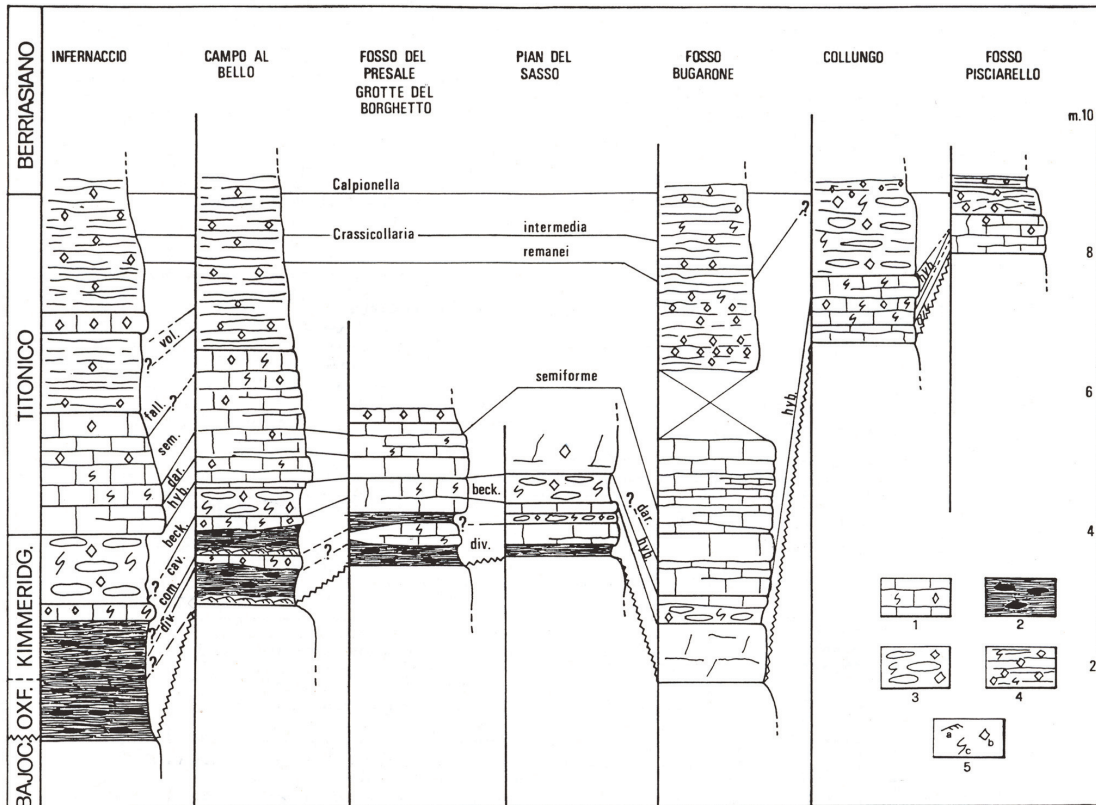 INFERNACCIO
CAMPO AL
BELLO
FOSSO DEL
PRESALE
GROTTE DEL
BORGHETTO
PIAN DEL
SASSO
FOSSO
BUGARONE
COLLUNGO
FOSSO
PISCIARELLO
BERRIASIANO
TITONICO
KIMMERIDG.
OXF.
BAJOC.
m.10
8
6
4
2
Calpionella
Crassicollaria
intermedia
remanei
semiforme
vol.
?
fall.
?
sem.
dar.
hyb.
beck.
?
cav.
com.
?
div.
?
?
beck.
?
div.
? dar.
hyb.
hyb.
?
hyb.
1
2
3
4
a
b
c
5